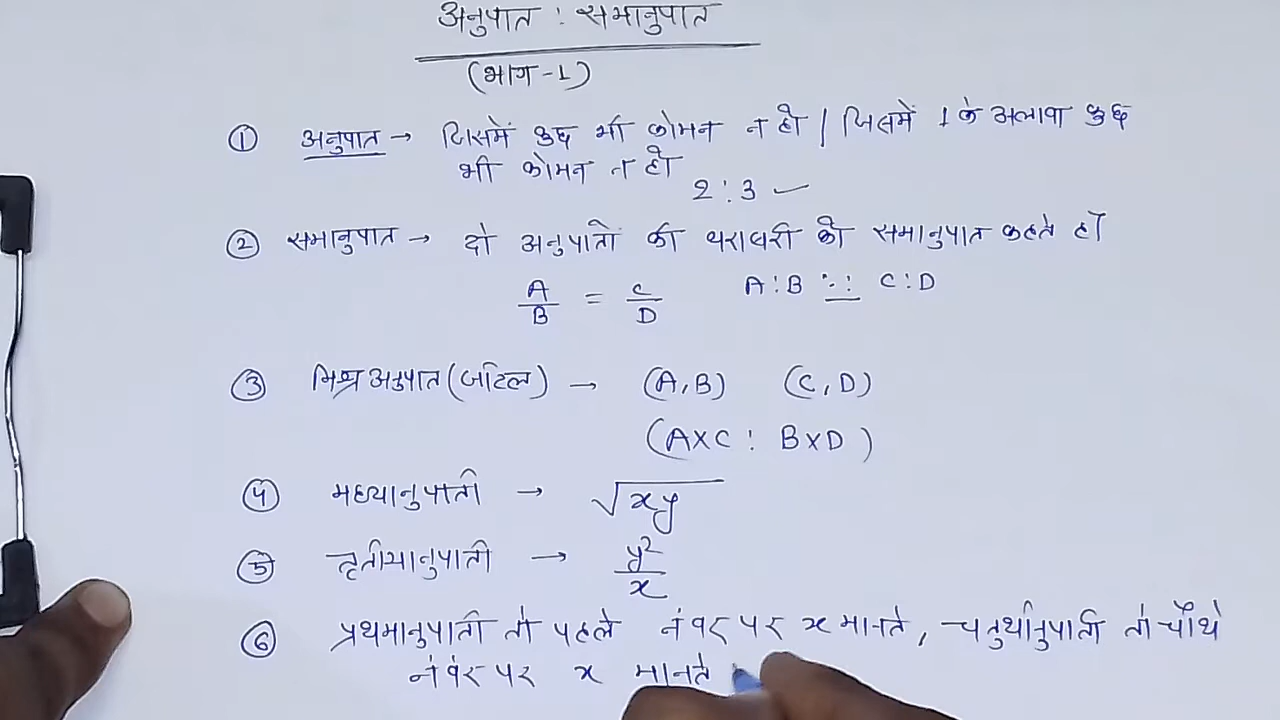 अनुपात : समानुपात
(भाग -1)
① अनुपात → जिसमें कुछ भी कोमन न हो / जिसमें 1 के अलावा कुछ
भी कोमन न हो
2:3 ✓
② समानुपात → दो अनुपातों की बराबरी को समानुपात कहते हैं
A/B = C/D A:B :: C:D
③ मिश्र अनुपात (जटिल) → (A,B) (C,D)
(A×C : B×D)
④ मध्यानुपाती → √xy
⑤ तृतीयानुपाती → y²/x
⑥ प्रथमानुपाती तो पहले नंबर पर x मानते, चतुर्थानुपाती तो चौथे
नंबर पर x मानते